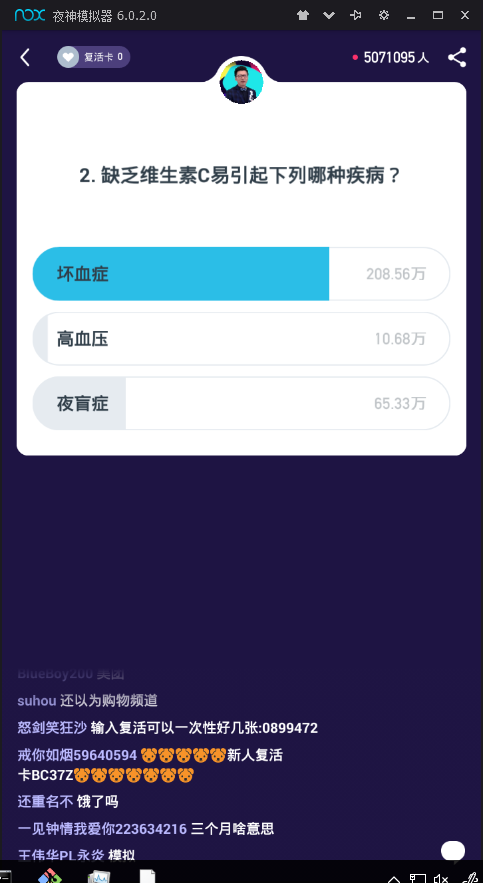 nox 夜神模拟器 6.0.2.0
复活卡 0
5071095 人
2. 缺乏维生素C易引起下列哪种疾病？
坏血症 208.56万
高血压 10.68万
夜盲症 65.33万
BlueBoy200 美团
suhou 还以为购物频道
怒剑笑狂沙 输入复活可以一次性好几张:0899472
戒你如烟59640594 🐻🐻🐻🐻🐻新人复活
卡BC37Z🐻🐻🐻🐻🐻🐻🐻
还重名不 饿了吗
一见钟情我爱你223634216 三个月啥意思
王伟华PL永炎 模拟